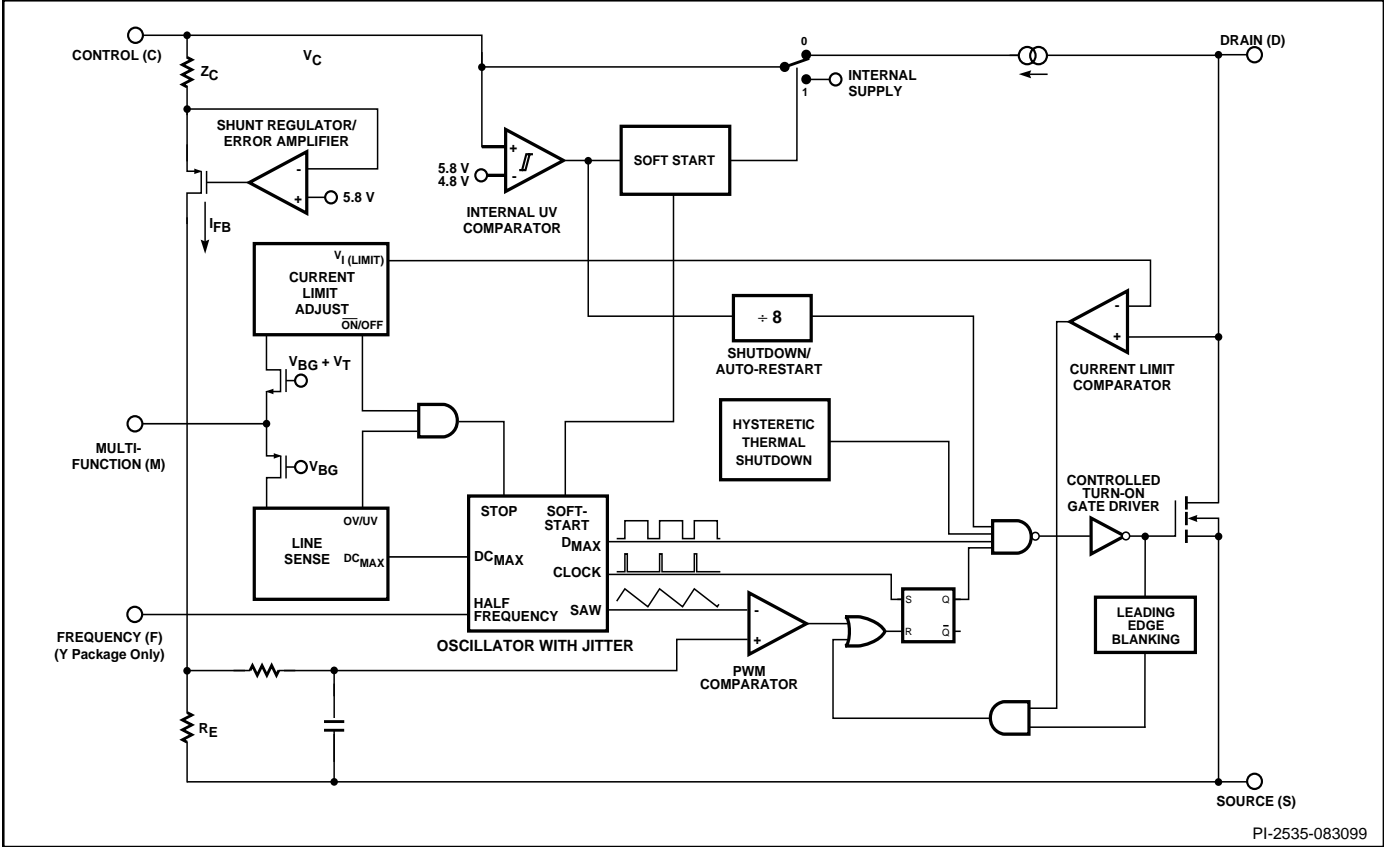 CONTROL (C)
V_C
0
DRAIN (D)
Z_C
1
INTERNAL
SUPPLY
SHUNT REGULATOR/
ERROR AMPLIFIER
-
+
5.8 V
I_FB
+
-
5.8 V
4.8 V
INTERNAL UV
COMPARATOR
SOFT START
V_I (LIMIT)
CURRENT
LIMIT
ADJUST
O̅N̅/OFF
÷ 8
SHUTDOWN/
AUTO-RESTART
-
+
CURRENT LIMIT
COMPARATOR
V_BG + V_T
MULTI-
FUNCTION (M)
V_BG
HYSTERETIC
THERMAL
SHUTDOWN
CONTROLLED
TURN-ON
GATE DRIVER
OV/UV
LINE
SENSE
DC_MAX
STOP
SOFT-
START
D_MAX
DC_MAX
CLOCK
HALF
FREQUENCY
SAW
OSCILLATOR WITH JITTER
-
+
PWM
COMPARATOR
S
Q
R
Q̅
LEADING
EDGE
BLANKING
FREQUENCY (F)
(Y Package Only)
R_E
SOURCE (S)
PI-2535-083099